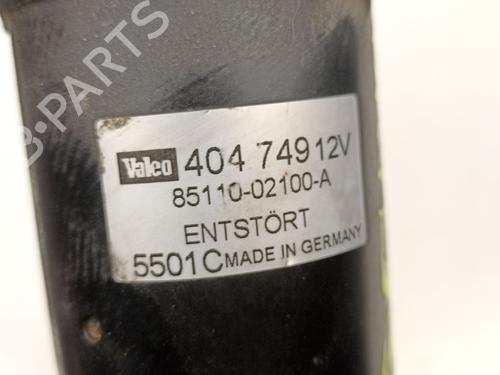 Valeo 404 749 12V
85110-02100-A
ENTSTÖRT
5501C MADE IN GERMANY
B-PARTS